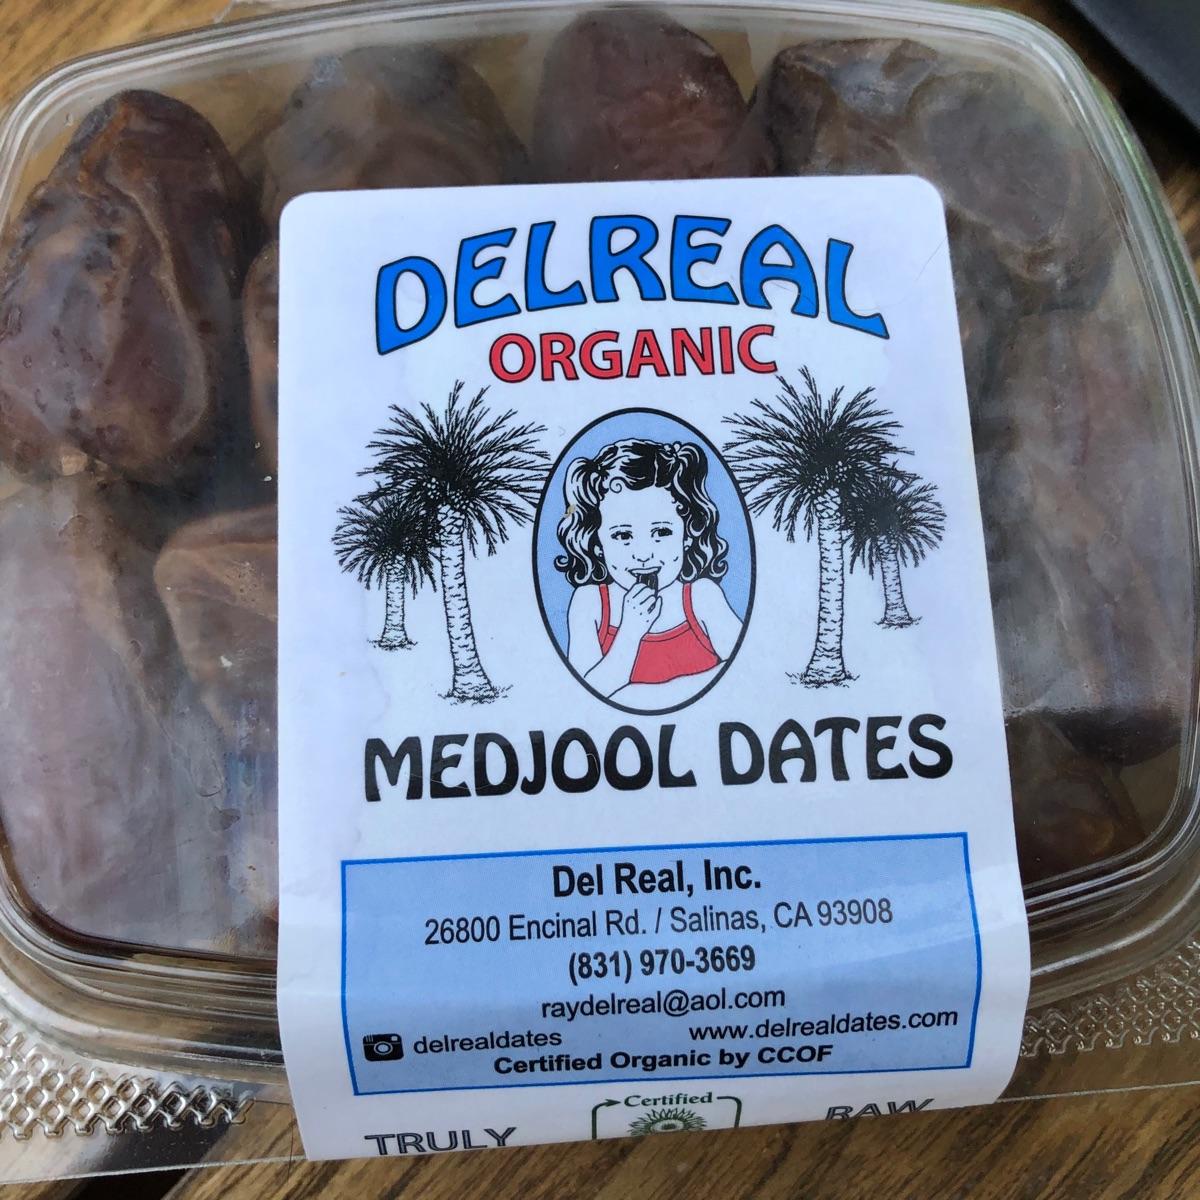 DELREAL
ORGANIC
MEDJOOL DATES
Del Real, Inc.
26800 Encinal Rd. / Salinas, CA 93908
(831) 970-3669
raydelreal@aol.com
delrealdates www.delrealdates.com
Certified Organic by CCOF
Certified
TRULY RAW